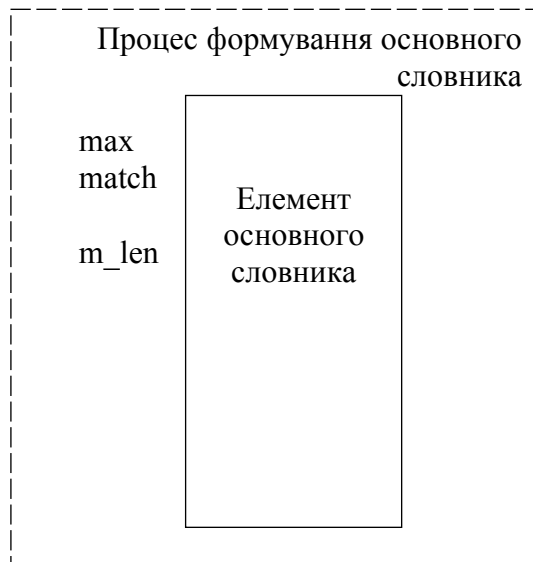 Процес формування основного
словника
max
match
m_len
Елемент
основного
словника